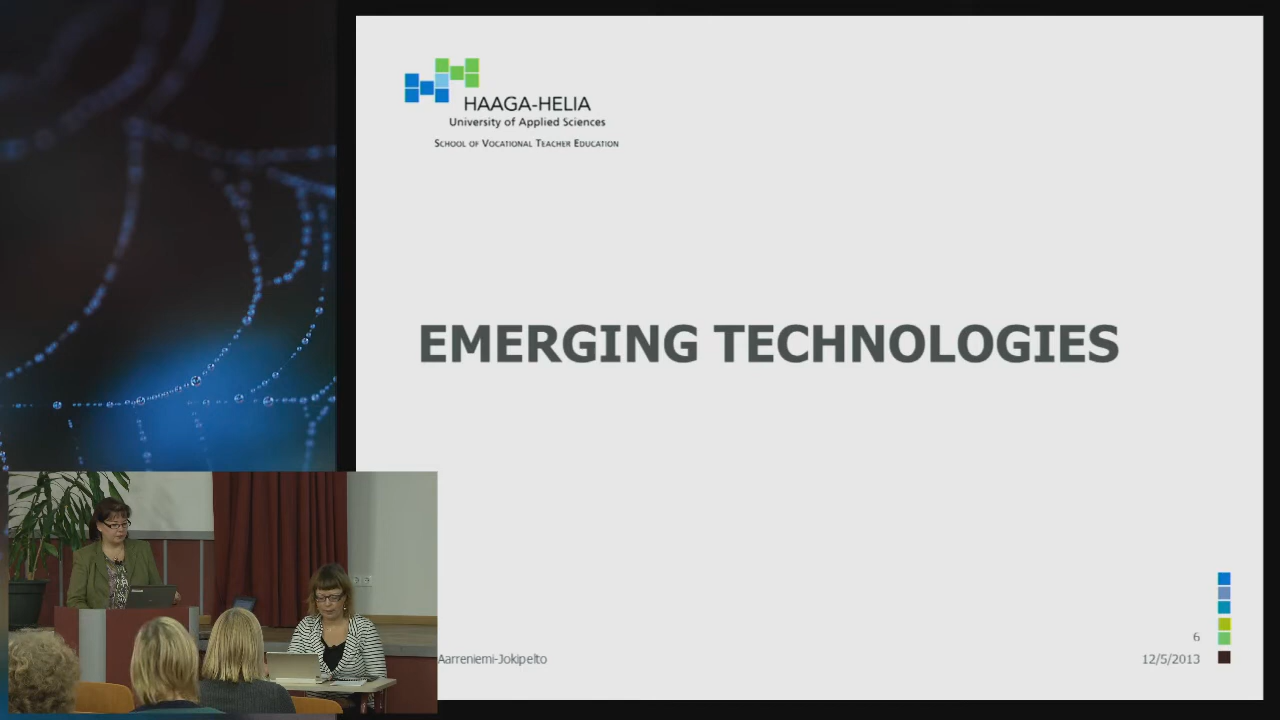 HAAGA-HELIA
University of Applied Sciences
SCHOOL OF VOCATIONAL TEACHER EDUCATION
EMERGING TECHNOLOGIES
6
Aarreniemi-Jokipelto
12/5/2013